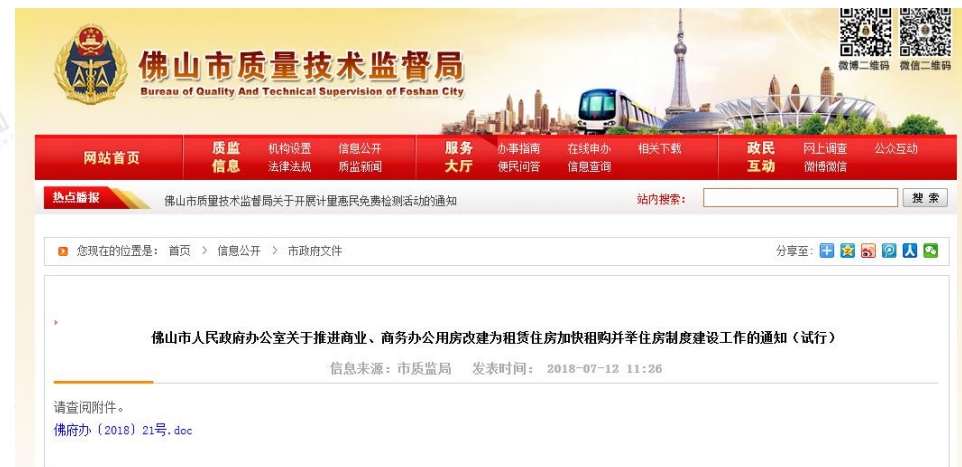 佛山市质量技术监督局
Bureau of Quality And Technical Supervision of Foshan City
微博二维码 微信二维码
网站首页
质监信息
机构设置 信息公开
法律法规 质监新闻
服务大厅
办事指南 在线申办 相关下载
便民问答 信息查询
政民互动
网上调查 公众互动
微博微信
热点播报
佛山市质量技术监督局关于开展计量惠民免费检测活动的通知
站内搜索：
搜 索
您现在的位置是： 首页 > 信息公开 > 市政府文件
分享至：
佛山市人民政府办公室关于推进商业、商务办公用房改建为租赁住房加快租购并举住房制度建设工作的通知（试行）
信息来源：市质监局 发表时间： 2018-07-12 11:26
请查阅附件。
佛府办〔2018〕21号.doc